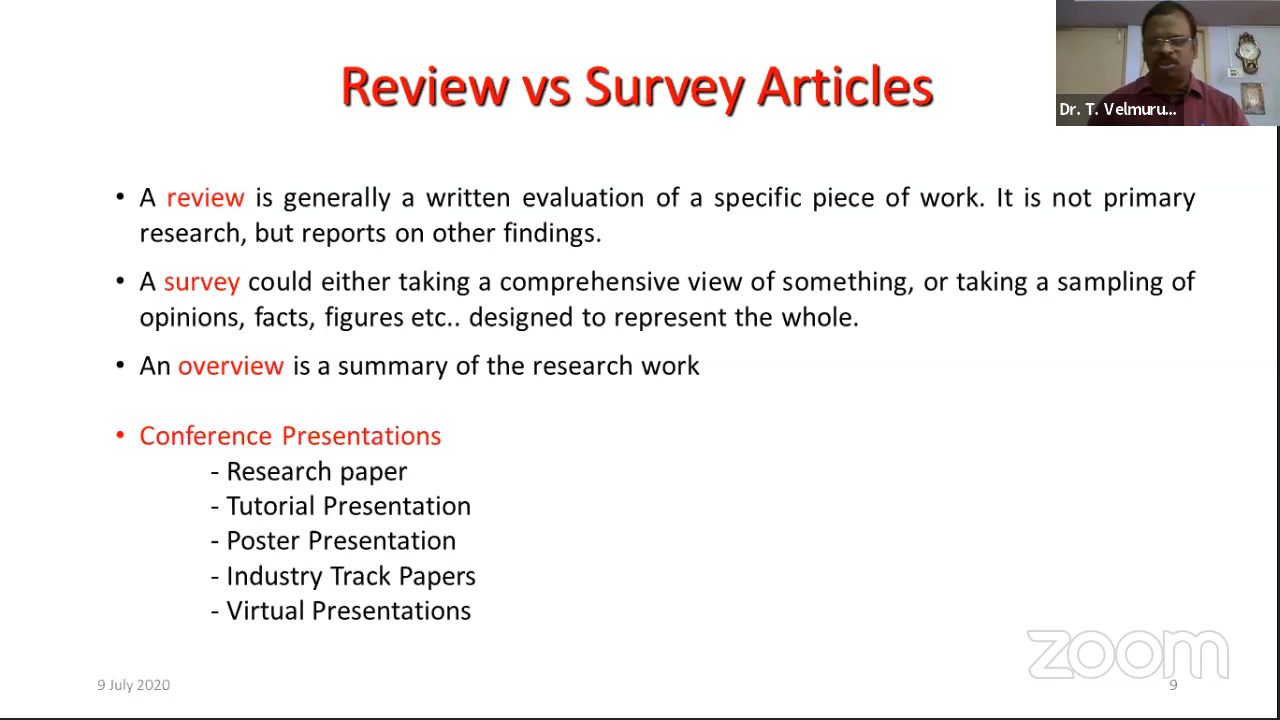 Review vs Survey Articles
Dr. T. Velmuru...
• A review is generally a written evaluation of a specific piece of work. It is not primary
research, but reports on other findings.
• A survey could either taking a comprehensive view of something, or taking a sampling of
opinions, facts, figures etc.. designed to represent the whole.
• An overview is a summary of the research work
• Conference Presentations
- Research paper
- Tutorial Presentation
- Poster Presentation
- Industry Track Papers
- Virtual Presentations
zoom
9 July 2020
9